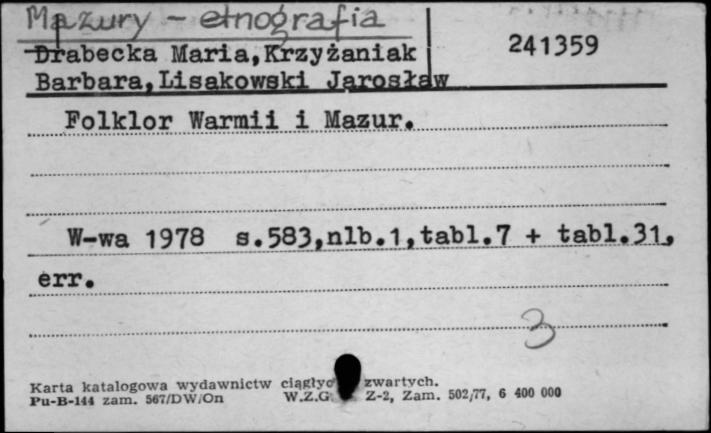 Mazury - etnografia
Drabecka Maria,Krzyżaniak 241359
Barbara,Lisakowski Jarosław
Folklor Warmii i Mazur.
W-wa 1978 s.583,nlb.1,tabl.7 + tabl.31,
err.
3
Karta katalogowa wydawnictw zwartych.
Pu-B-144 zam. 567/DW/On W.Z.G Z-2, Zam. 502/77, 6 400 000